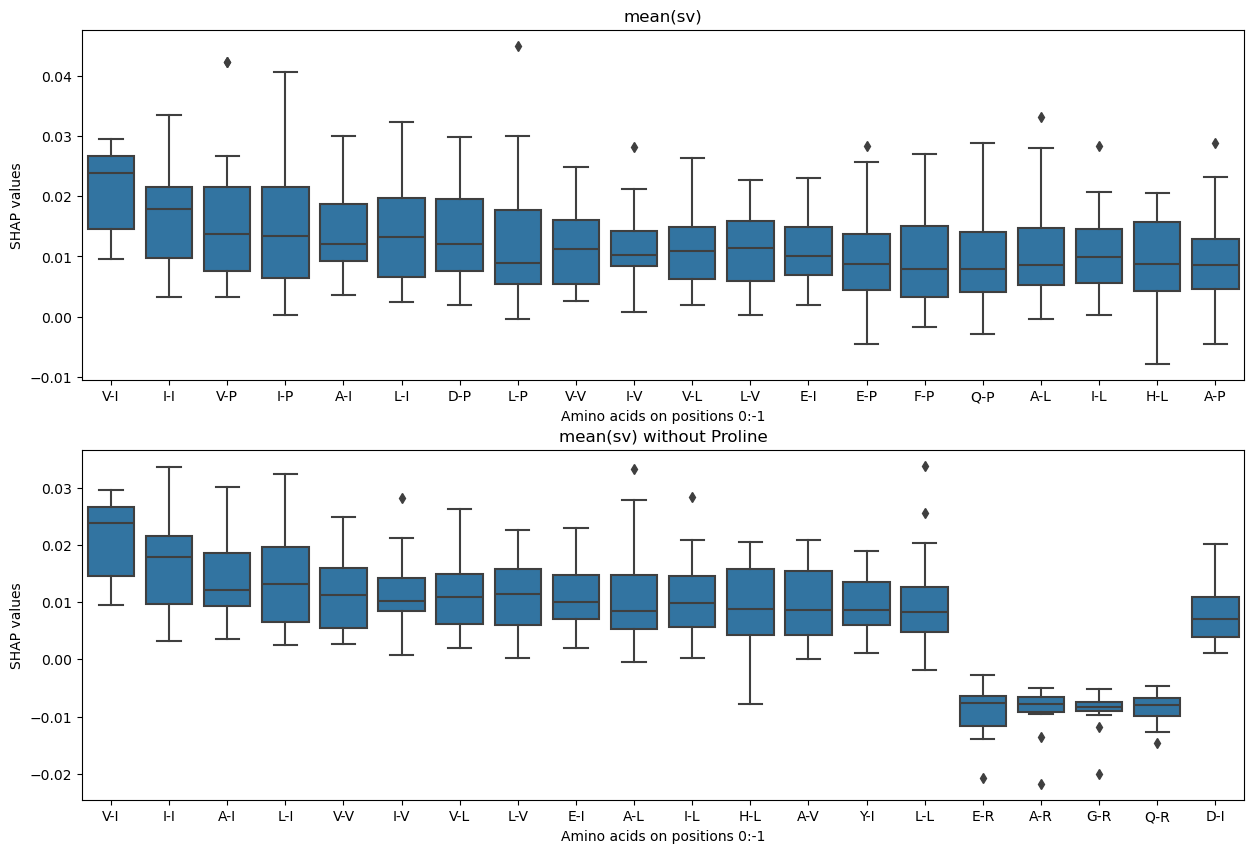 mean(sv)
SHAP values
0.04
0.03
0.02
0.01
0.00
−0.01
V-I I-I V-P I-P A-I L-I D-P L-P V-V I-V V-L L-V E-I E-P F-P Q-P A-L I-L H-L A-P
Amino acids on positions 0:-1
mean(sv) without Proline
SHAP values
0.03
0.02
0.01
0.00
−0.01
−0.02
V-I I-I A-I L-I V-V I-V V-L L-V E-I A-L I-L H-L A-V Y-I L-L E-R A-R G-R Q-R D-I
Amino acids on positions 0:-1